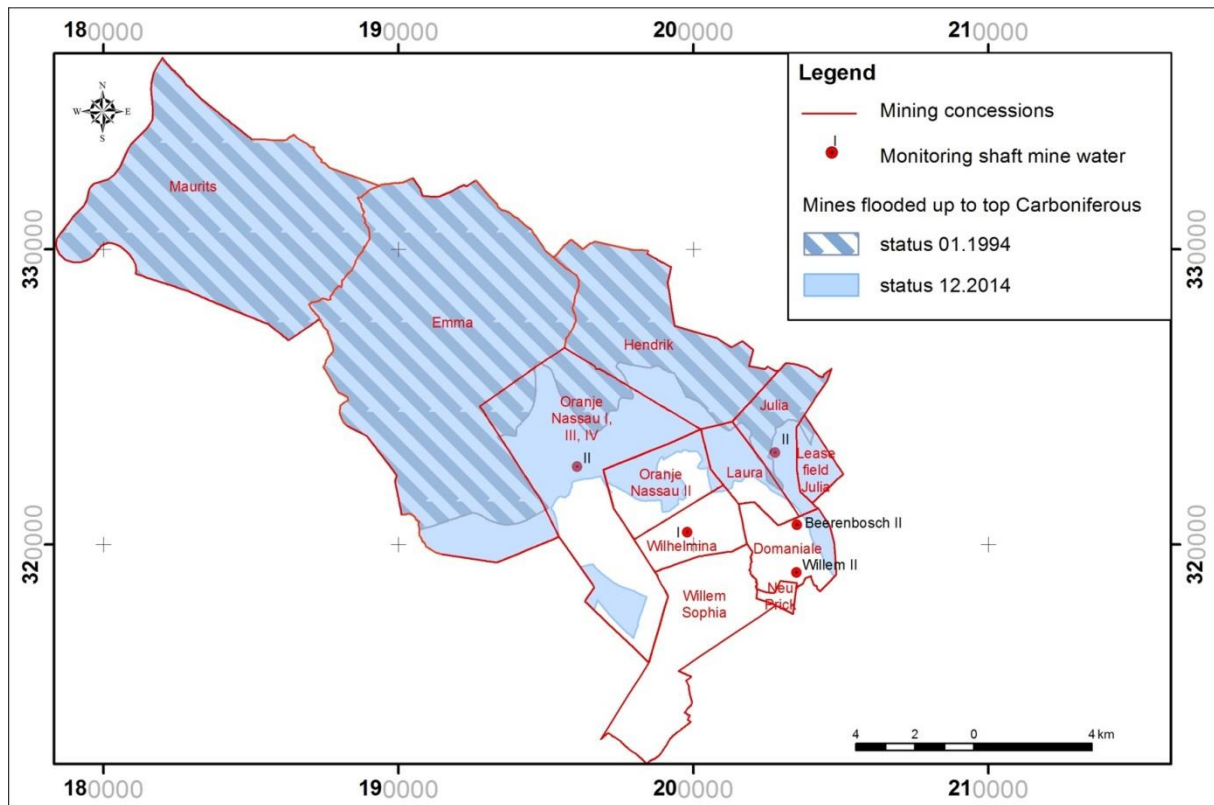 180000
190000
200000
210000
N
W E
S
Legend
Mining concessions
I
Monitoring shaft mine water
Mines flooded up to top Carboniferous
status 01.1994
status 12.2014
330000
330000
320000
320000
Maurits
Emma
Hendrik
Oranje
Nassau I,
III, IV
II
Julia
II
Lease
field
Julia
Laura
Oranje
Nassau II
I
Wilhelmina
Beerenbosch II
Domaniale
Willem II
Neu
Prick
Willem
Sophia
4 2 0 4 km
180000
190000
200000
210000